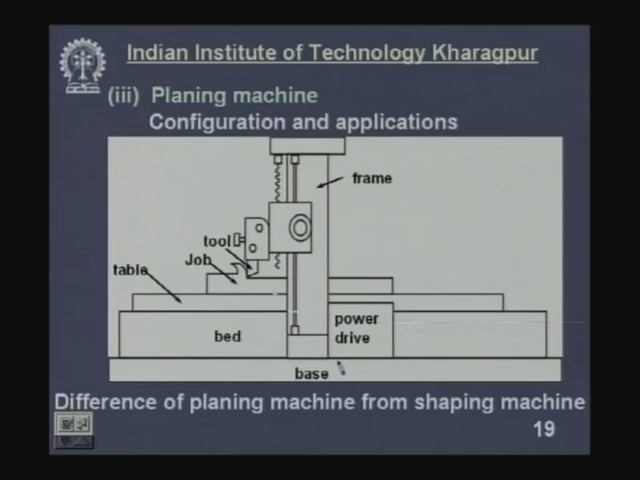 Indian Institute of Technology Kharagpur
(iii) Planing machine
Configuration and applications
frame
tool
Job
table
power
drive
bed
base
Difference of planing machine from shaping machine
19